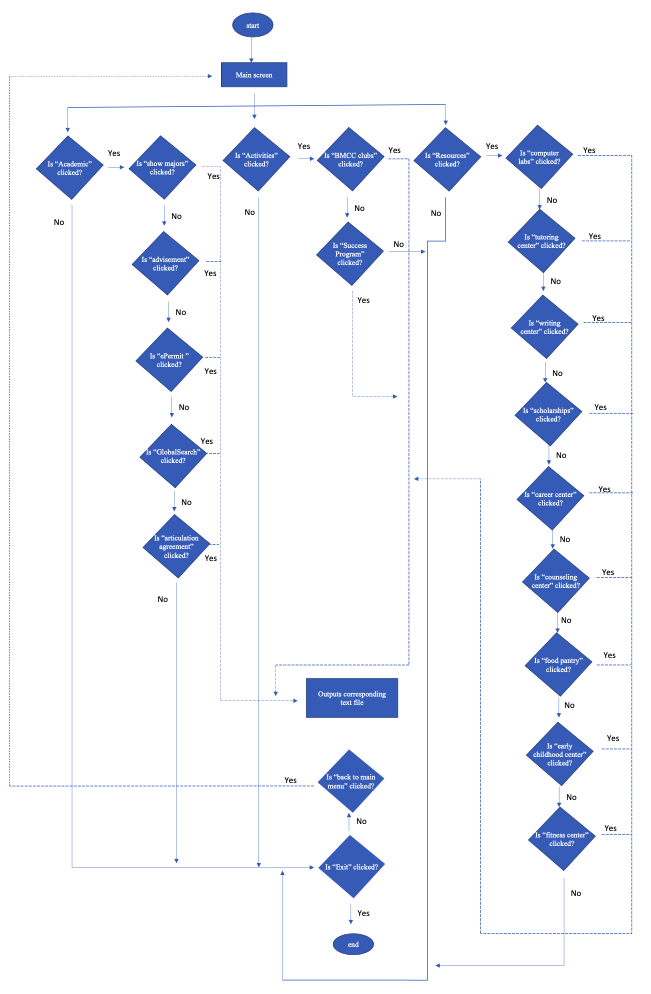 start
Main screen
Is “Academic”
clicked?
Yes
No
Is “show majors”
clicked?
Yes
No
Is “advisement”
clicked?
Yes
No
Is “ePermit ”
clicked?
Yes
No
Is “GlobalSearch”
clicked?
Yes
No
Is “articulation
agreement”
clicked?
Yes
No
Is “Activities”
clicked?
Yes
No
Is “BMCC clubs”
clicked?
Yes
No
Is “Success
Program”
clicked?
No
Yes
Is “Resources”
clicked?
Yes
No
Is “computer
labs” clicked?
Yes
No
Is “tutoring
center” clicked?
Yes
No
Is “writing
center” clicked?
Yes
No
Is “scholarships”
clicked?
Yes
No
Is “career center”
clicked?
Yes
No
Is “counseling
center” clicked?
Yes
No
Is “food pantry”
clicked?
Yes
No
Is “early
childhood center”
clicked?
Yes
No
Is “fitness center”
clicked?
Yes
No
Outputs corresponding
text file
Is “back to main
menu” clicked?
Yes
No
Is “Exit” clicked?
Yes
end